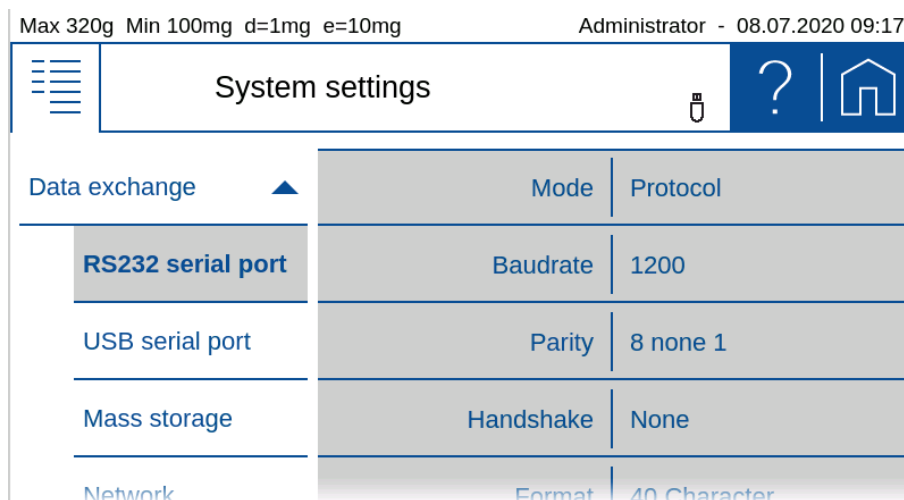 Max 320g Min 100mg d=1mg e=10mg Administrator - 08.07.2020 09:17
System settings ?
Data exchange Mode Protocol
RS232 serial port Baudrate 1200
USB serial port Parity 8 none 1
Mass storage Handshake None
Network Format 40 Character